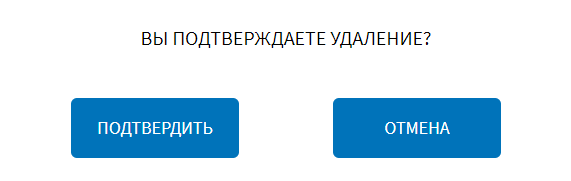 ВЫ ПОДТВЕРЖДАЕТЕ УДАЛЕНИЕ?
ПОДТВЕРДИТЬ
ОТМЕНА